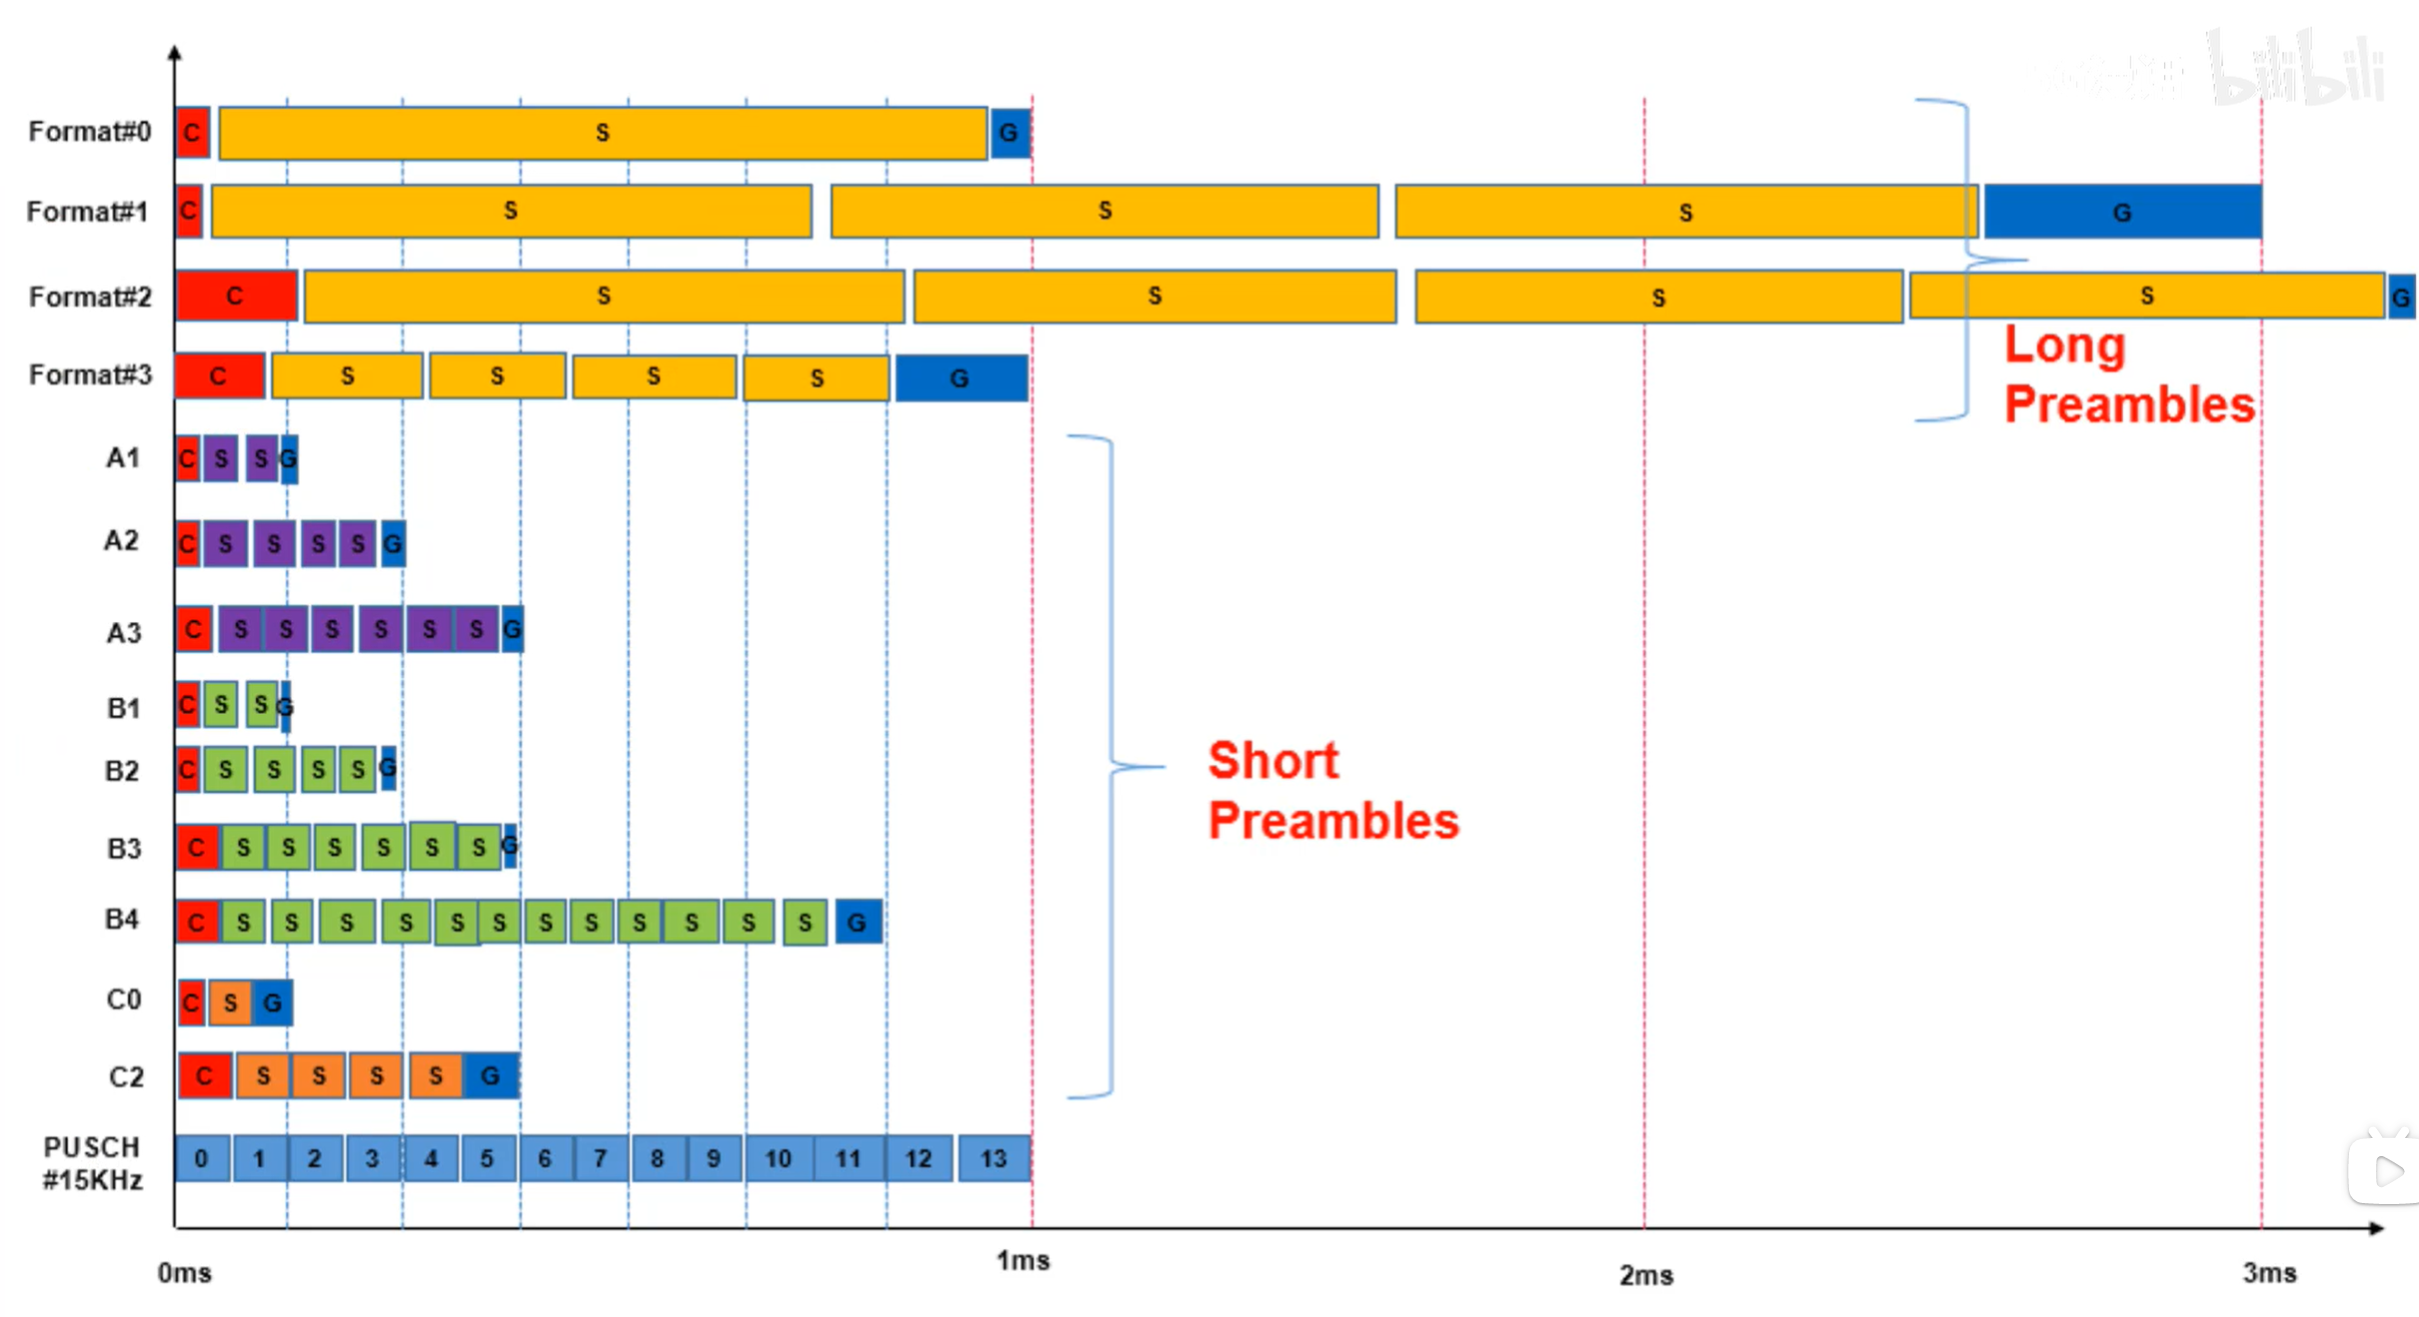 bilibili
Format#0 C S G
Format#1 C S S S G
Format#2 C S S S S G
Format#3 C S S S S G
Long
Preambles
A1 C S S G
A2 C S S S S G
A3 C S S S S S S G
B1 C S S G
B2 C S S S S G
B3 C S S S S S S G
B4 C S S S S S S S S S S S S G
C0 C S G
C2 C S S S S G
Short
Preambles
PUSCH
#15KHz
0 1 2 3 4 5 6 7 8 9 10 11 12 13
0ms 1ms 2ms 3ms